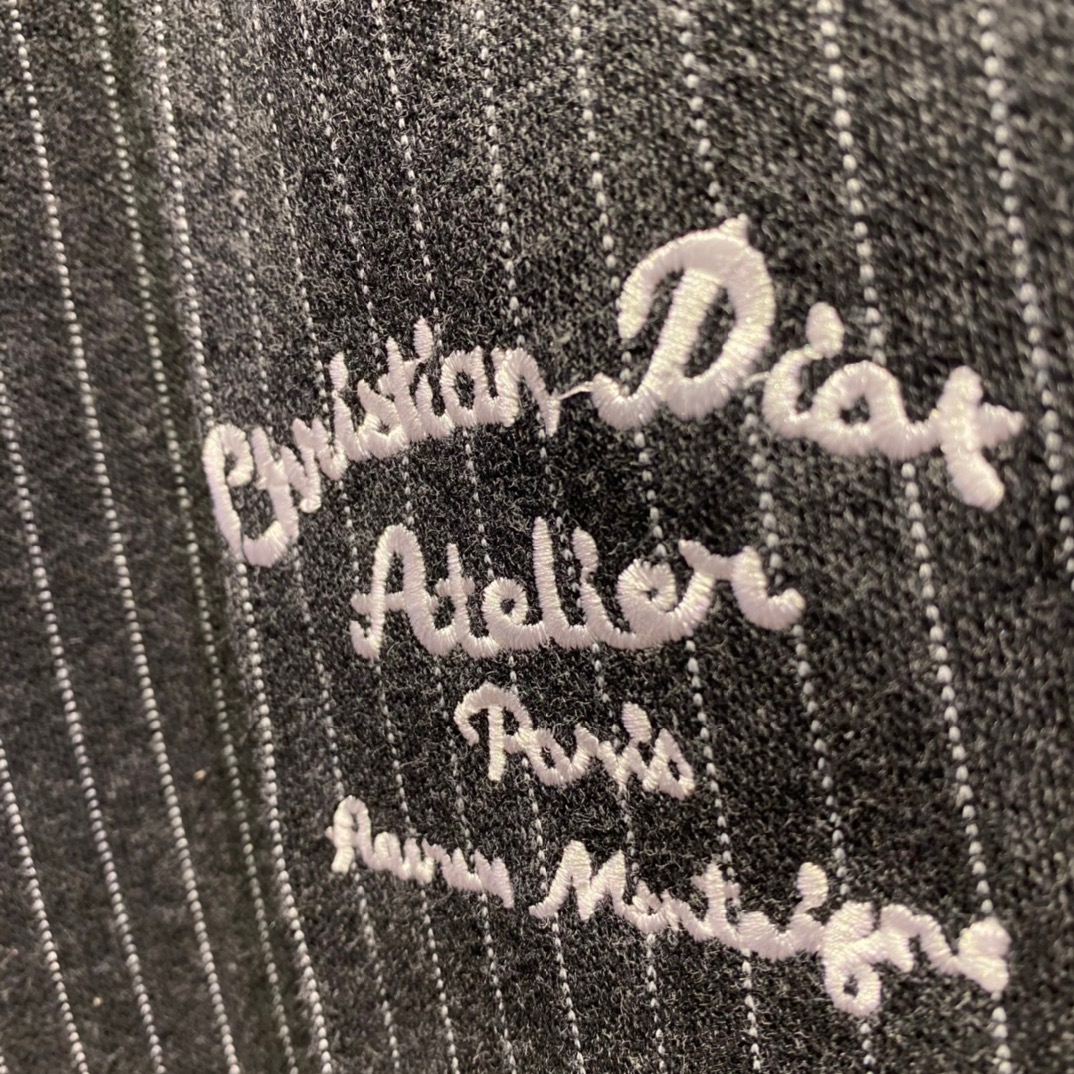 Christian Dior
Atelier
Paris
Avenue Montaigne